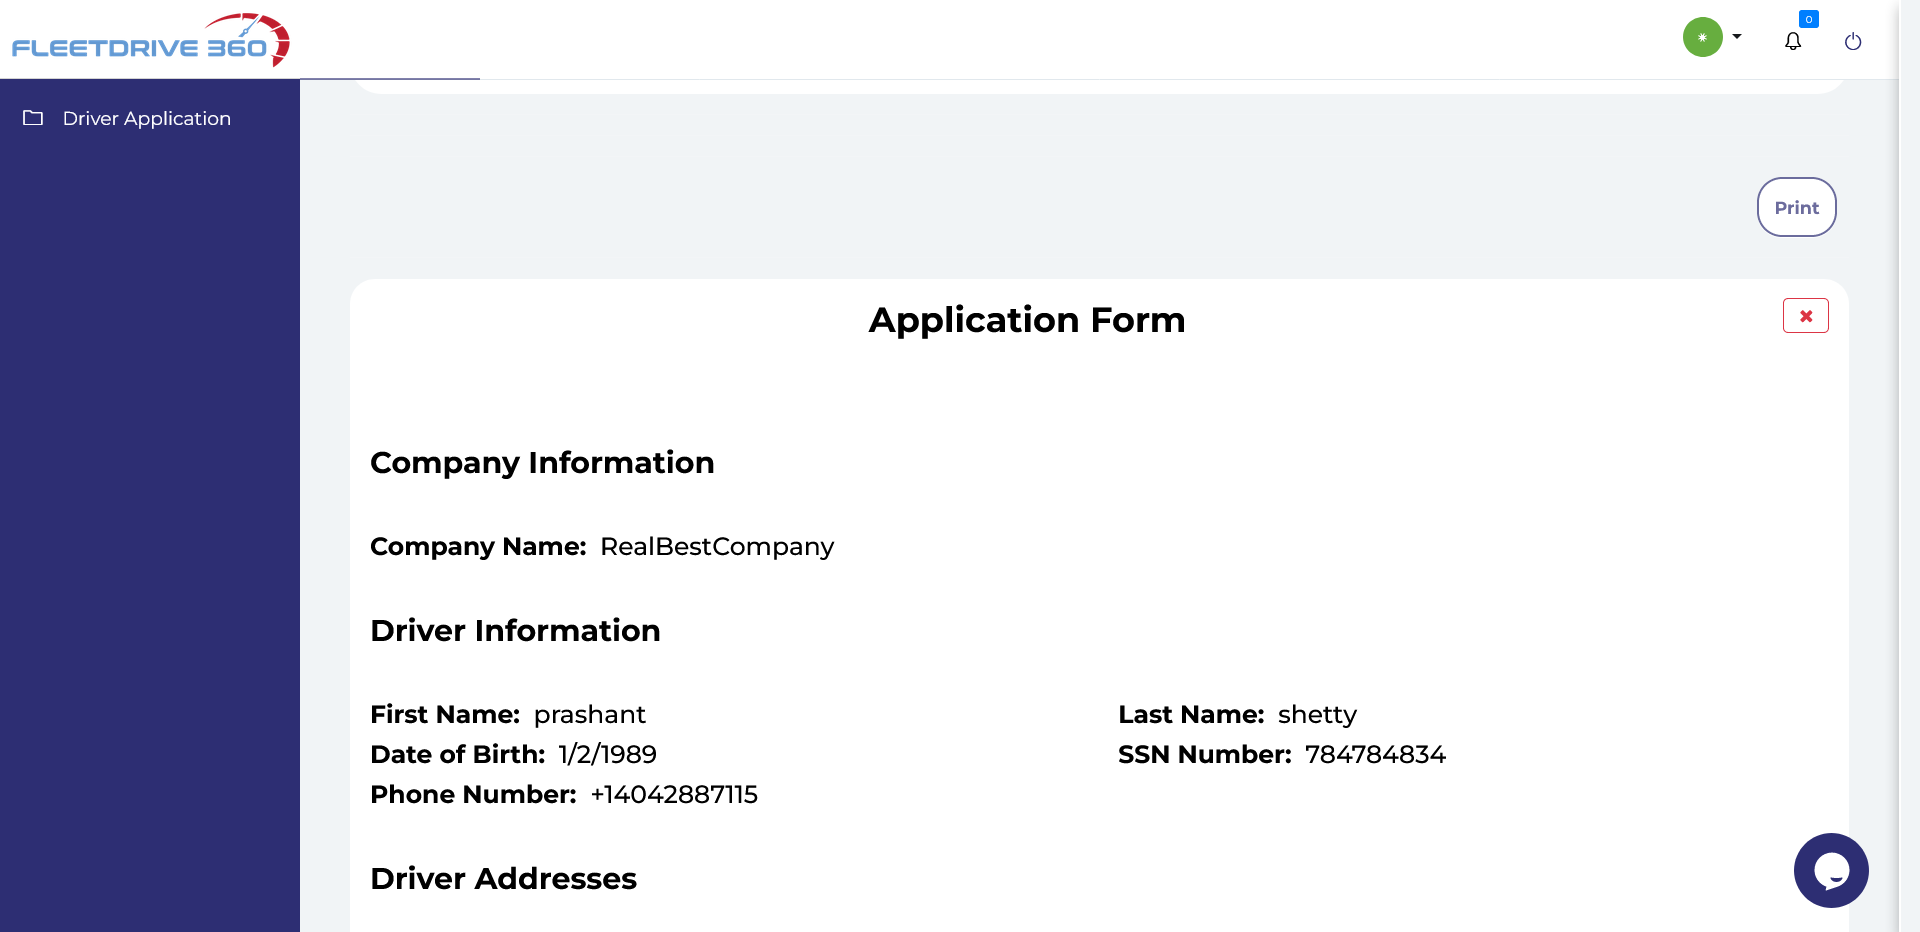 FLEETDRIVE 360
0
Driver Application
Print
Application Form
Company Information
Company Name: RealBestCompany
Driver Information
First Name: prashant Last Name: shetty
Date of Birth: 1/2/1989 SSN Number: 784784834
Phone Number: +14042887115
Driver Addresses